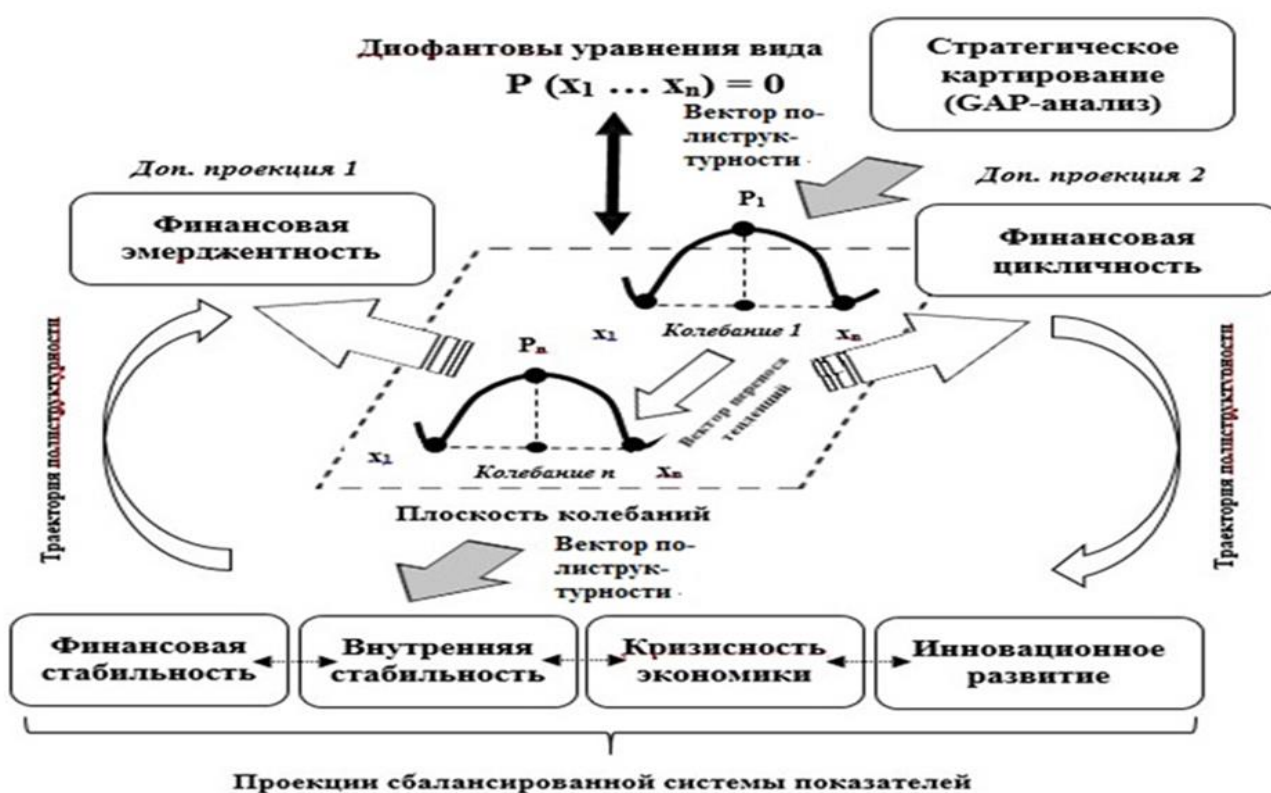 Диофантовы уравнения вида
P (x1 … xn) = 0
Стратегическое
картирование
(GAP-анализ)
Вектор по-
листрук-
турности
Доп. проекция 1
Финансовая
эмерджентность
Доп. проекция 2
Финансовая
цикличность
P1
x1
Колебание 1
xn
Pn
x1
Колебание n
xn
Вектор переноса
тенденций
Плоскость колебаний
Траектория полиструктурности
Траектория полиструктурности
Вектор по-
листрук-
турности
Финансовая
стабильность
Внутренняя
стабильность
Кризисность
экономики
Инновационное
развитие
Проекции сбалансированной системы показателей